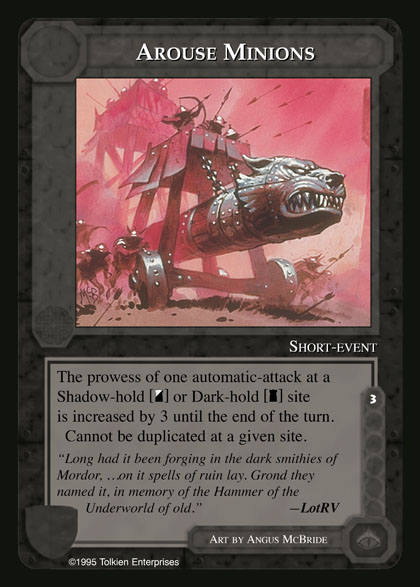 Arouse Minions
Short-event
The prowess of one automatic-attack at a
Shadow-hold [] or Dark-hold [] site
is increased by 3 until the end of the turn.
Cannot be duplicated at a given site.
3
“Long had it been forging in the dark smithies of
Mordor, …on it spells of ruin lay. Grond they
named it, in memory of the Hammer of the
Underworld of old.” —LotRV
Art by Angus McBride
©1995 Tolkien Enterprises